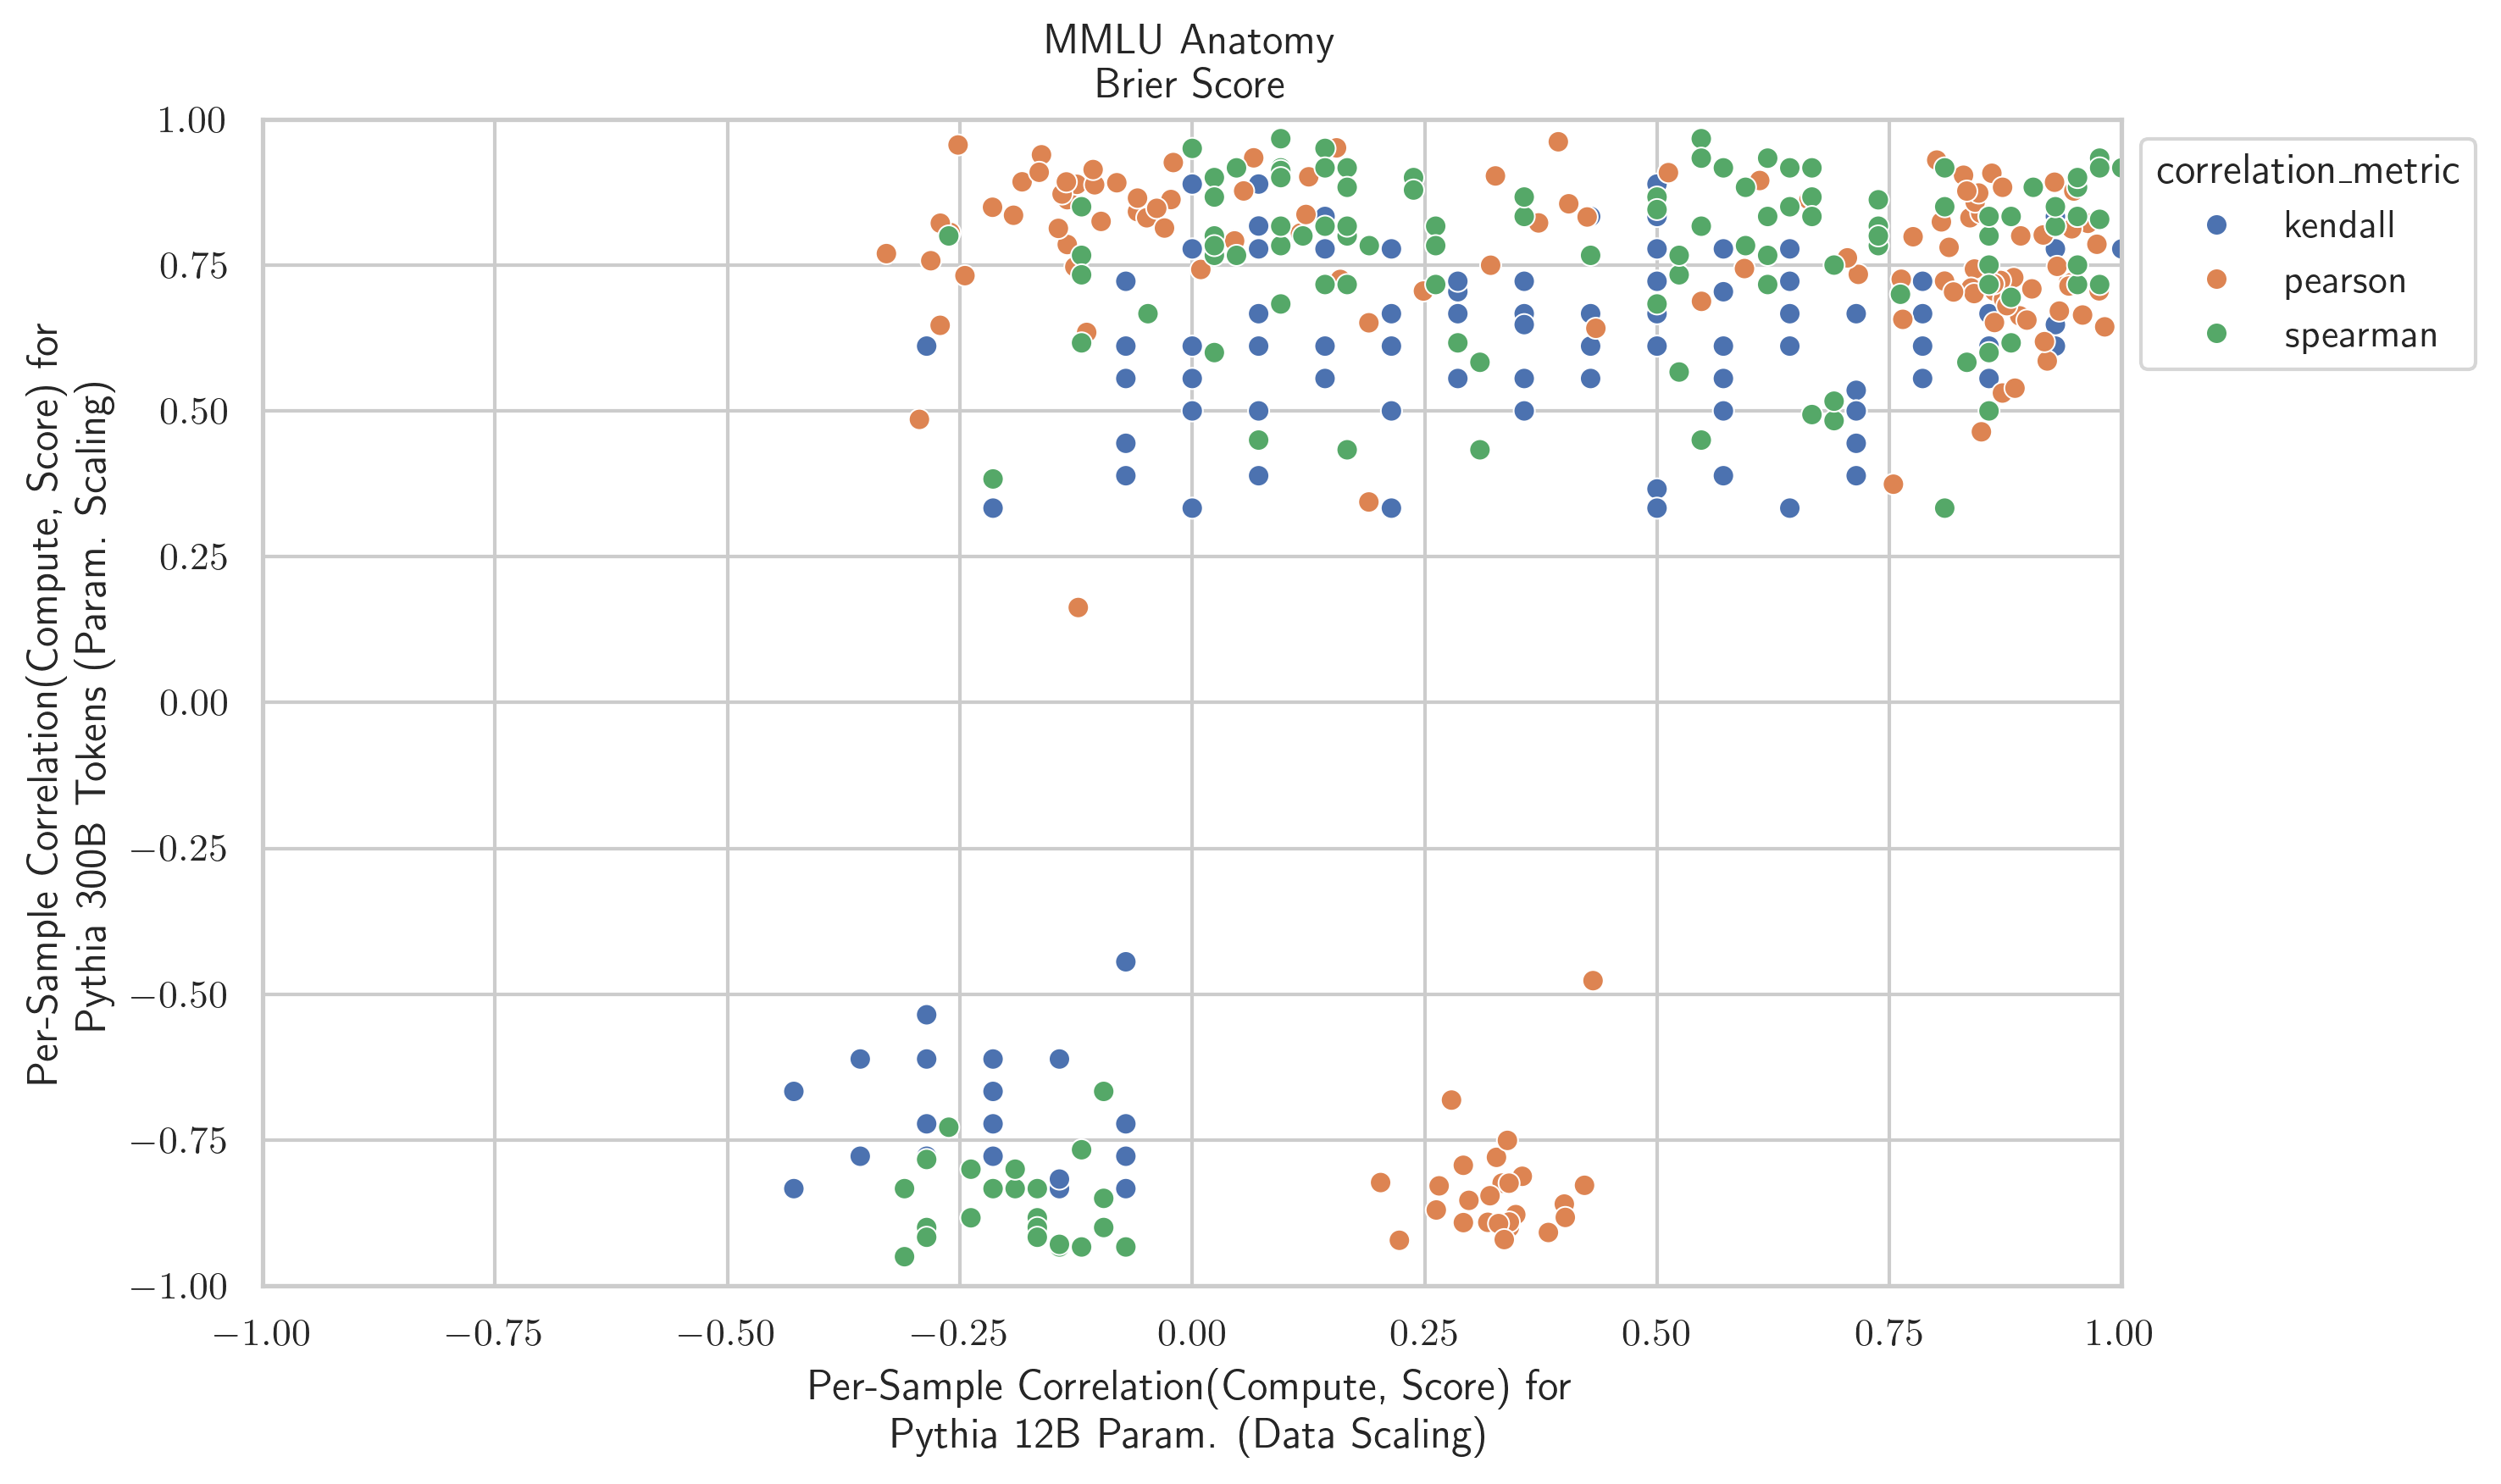 MMLU Anatomy
Brier Score
Per-Sample Correlation(Compute, Score) for
Pythia 300B Tokens (Param. Scaling)
1.00
0.75
0.50
0.25
0.00
−0.25
−0.50
−0.75
−1.00
−1.00
−0.75
−0.50
−0.25
0.00
0.25
0.50
0.75
1.00
Per-Sample Correlation(Compute, Score) for
Pythia 12B Param. (Data Scaling)
correlation_metric
kendall
pearson
spearman